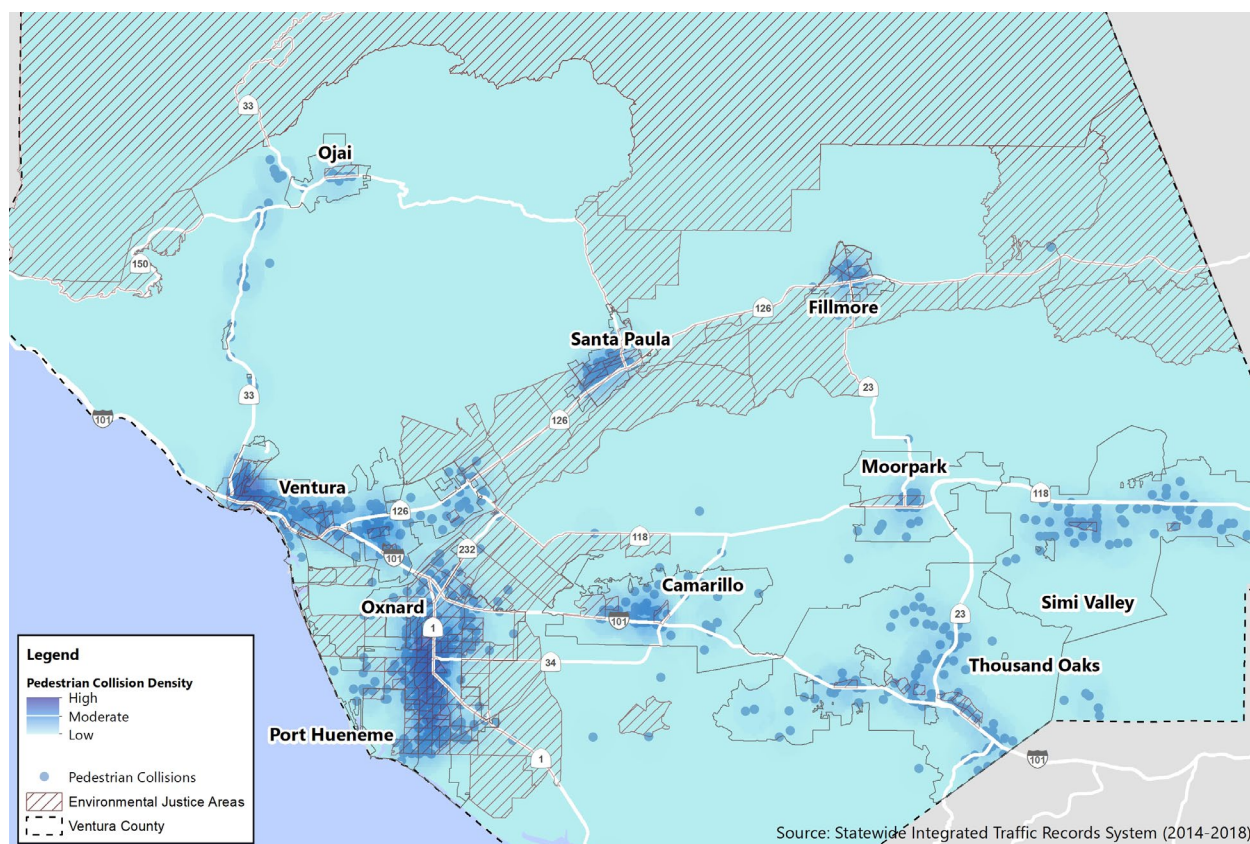 33
Ojai
150
126
Fillmore
Santa Paula
33
23
126
101
Moorpark
Ventura
118
126
232
118
101
Camarillo
Oxnard
Simi Valley
101
23
1
34
Thousand Oaks
Port Hueneme
1
101
Legend
Pedestrian Collision Density
High
Moderate
Low
Pedestrian Collisions
Environmental Justice Areas
Ventura County
Source: Statewide Integrated Traffic Records System (2014-2018)